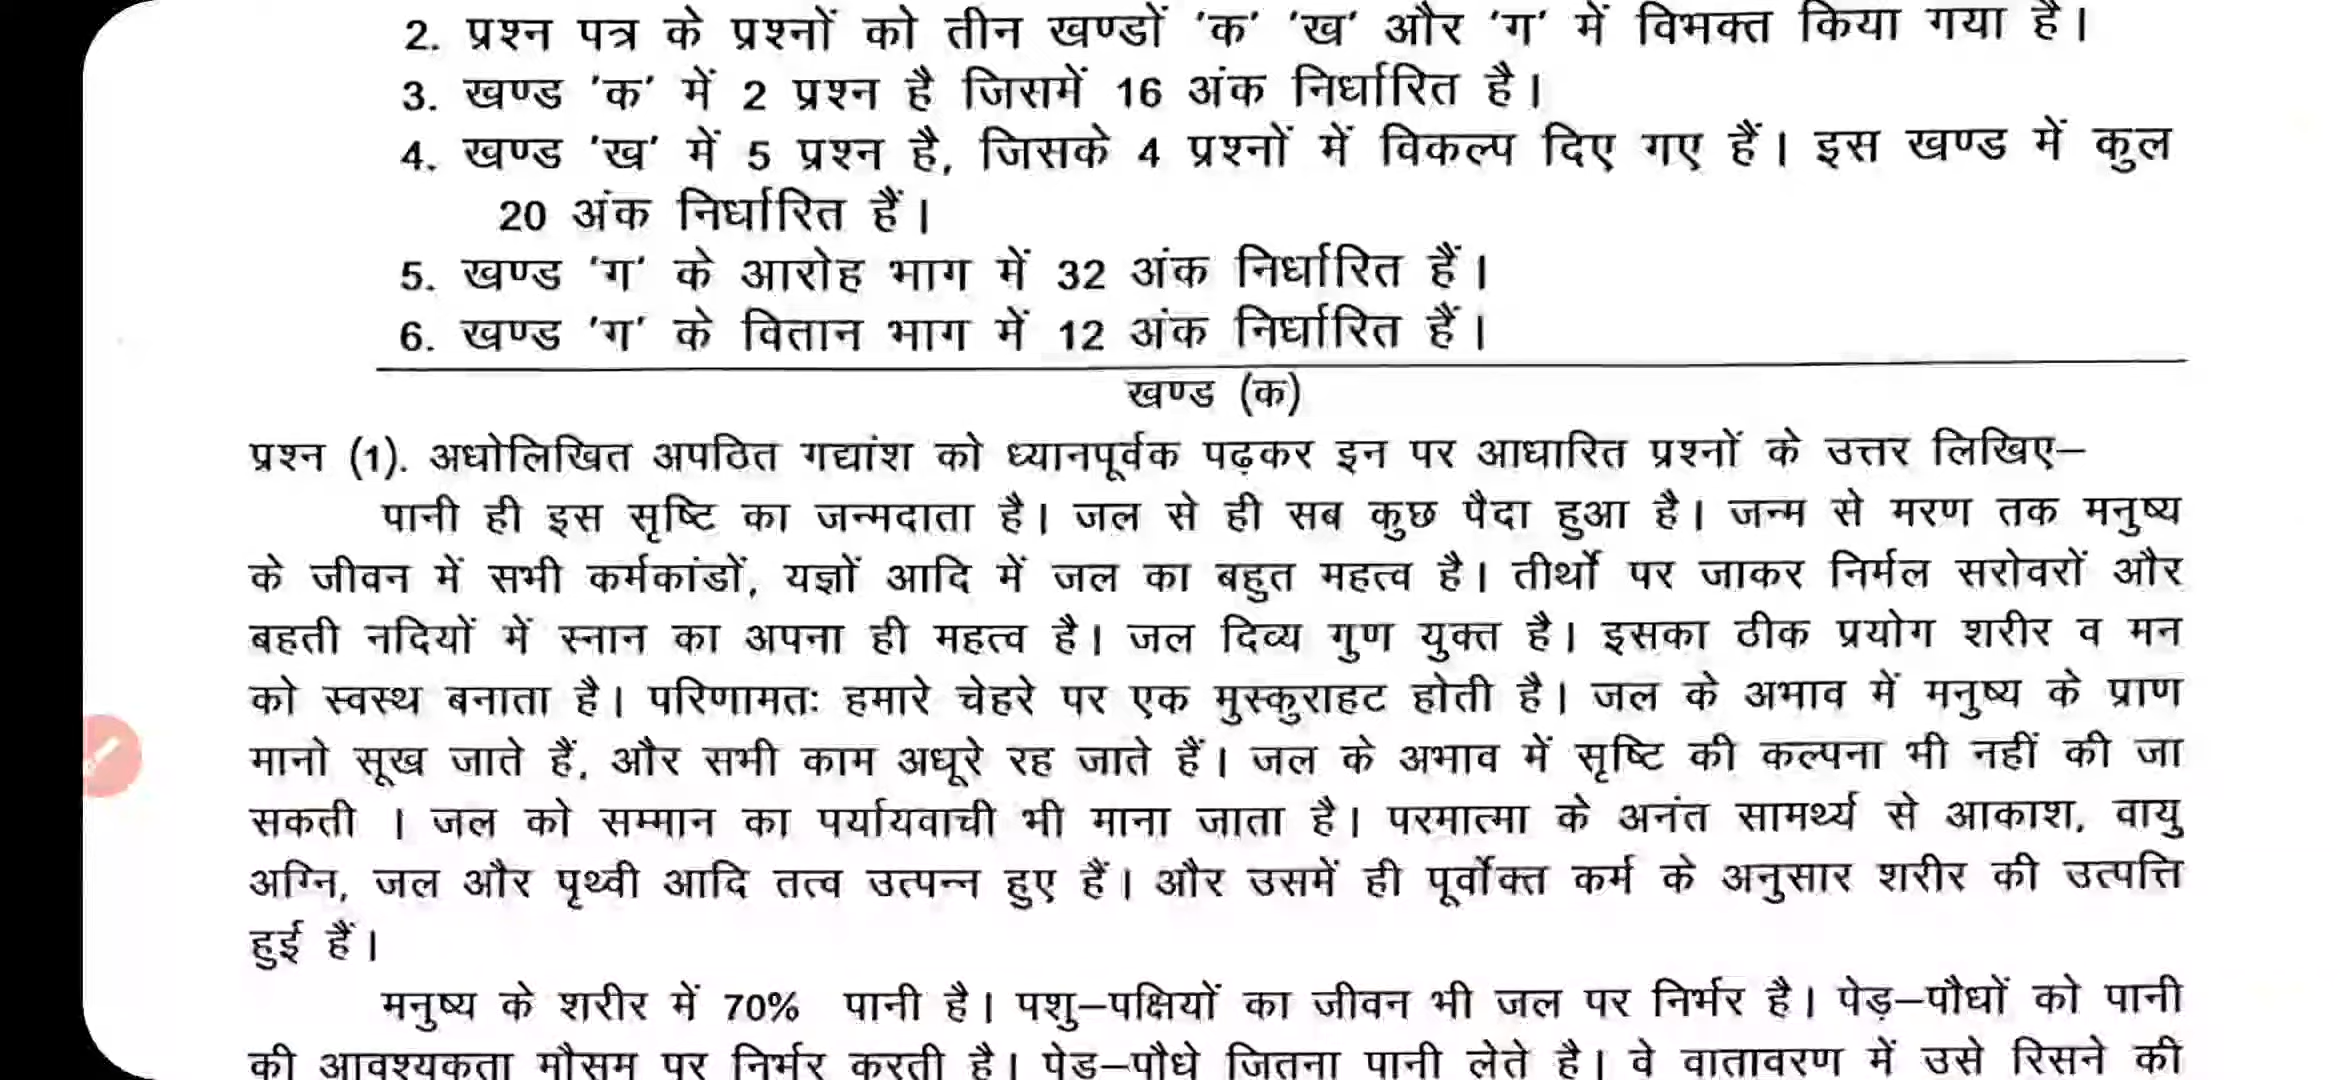 2. प्रश्न पत्र के प्रश्नों को तीन खण्डों 'क' 'ख' और 'ग' में विभक्त किया गया है।
3. खण्ड 'क' में 2 प्रश्न है जिसमें 16 अंक निर्धारित है।
4. खण्ड 'ख' में 5 प्रश्न है, जिसके 4 प्रश्नों में विकल्प दिए गए हैं। इस खण्ड में कुल
20 अंक निर्धारित हैं।
5. खण्ड 'ग' के आरोह भाग में 32 अंक निर्धारित हैं।
6. खण्ड 'ग' के वितान भाग में 12 अंक निर्धारित हैं।
खण्ड (क)
प्रश्न (1). अधोलिखित अपठित गद्यांश को ध्यानपूर्वक पढ़कर इन पर आधारित प्रश्नों के उत्तर लिखिए–
पानी ही इस सृष्टि का जन्मदाता है। जल से ही सब कुछ पैदा हुआ है। जन्म से मरण तक मनुष्य
के जीवन में सभी कर्मकांडों, यज्ञों आदि में जल का बहुत महत्व है। तीर्थों पर जाकर निर्मल सरोवरों और
बहती नदियों में स्नान का अपना ही महत्व है। जल दिव्य गुण युक्त है। इसका ठीक प्रयोग शरीर व मन
को स्वस्थ बनाता है। परिणामतः हमारे चेहरे पर एक मुस्कुराहट होती है। जल के अभाव में मनुष्य के प्राण
मानो सूख जाते हैं, और सभी काम अधूरे रह जाते हैं। जल के अभाव में सृष्टि की कल्पना भी नहीं की जा
सकती । जल को सम्मान का पर्यायवाची भी माना जाता है। परमात्मा के अनंत सामर्थ्य से आकाश, वायु
अग्नि, जल और पृथ्वी आदि तत्व उत्पन्न हुए हैं। और उसमें ही पूर्वोक्त कर्म के अनुसार शरीर की उत्पत्ति
हुई हैं।
मनुष्य के शरीर में 70% पानी है। पशु–पक्षियों का जीवन भी जल पर निर्भर है। पेड़–पौधों को पानी
की आवश्यकता मौसम पर निर्भर करती है। पेड़–पौधे जितना पानी लेते है। वे वातावरण में उसे रिसने की